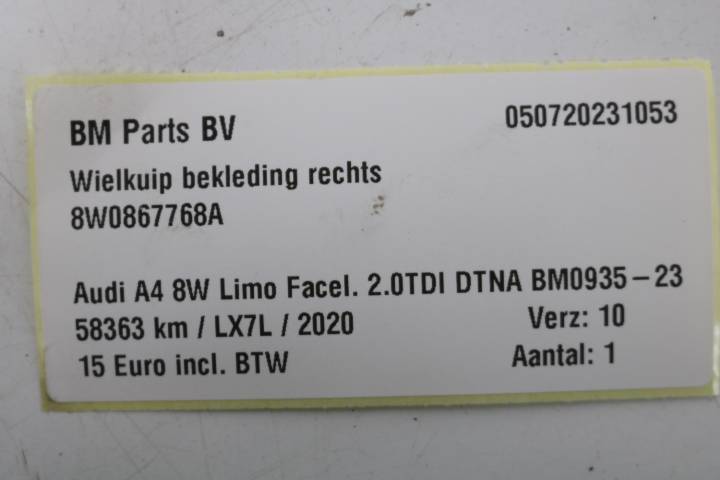 BM Parts BV 050720231053
Wielkuip bekleding rechts
8W0867768A
Audi A4 8W Limo Facel. 2.0TDI DTNA BM0935-23
58363 km / LX7L / 2020 Verz: 10
15 Euro incl. BTW Aantal: 1